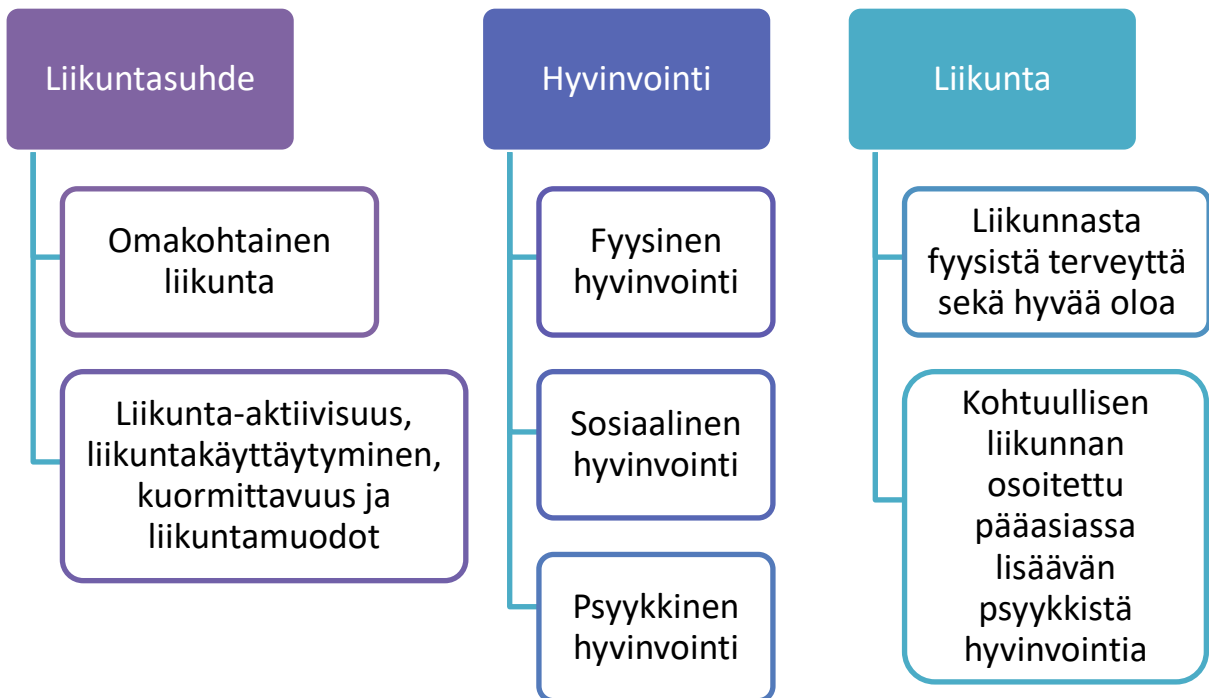 Liikuntasuhde
Omakohtainen
liikunta
Liikunta-aktiivisuus,
liikuntakäyttäytyminen,
kuormittavuus ja
liikuntamuodot
Hyvinvointi
Fyysinen
hyvinvointi
Sosiaalinen
hyvinvointi
Psyykkinen
hyvinvointi
Liikunta
Liikunnasta
fyysistä terveyttä
sekä hyvää oloa
Kohtuullisen
liikunnan
osoitettu
pääasiassa
lisäävän
psyykkistä
hyvinvointia